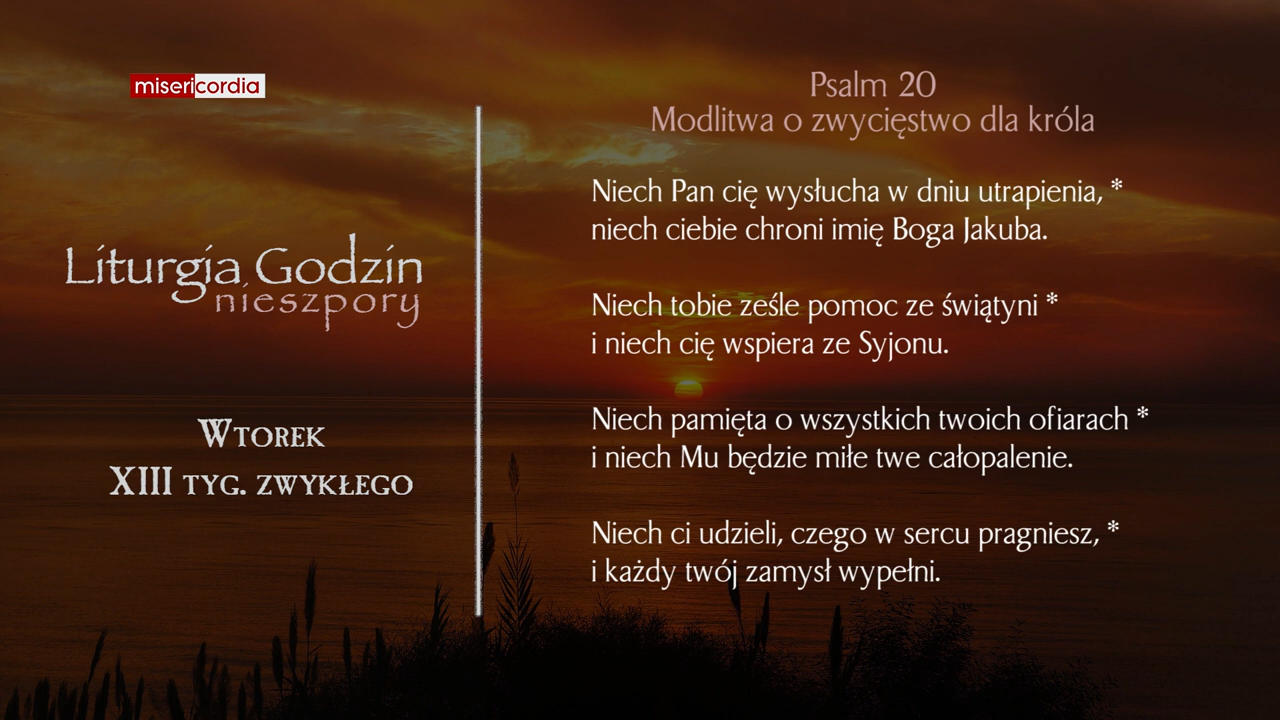 misericordia
Liturgia Godzin
nieszpory
Wtorek
XIII tyg. zwykłego
Psalm 20
Modlitwa o zwycięstwo dla króla
Niech Pan cię wysłucha w dniu utrapienia, *
niech ciebie chroni imię Boga Jakuba.
Niech tobie ześle pomoc ze świątyni *
i niech cię wspiera ze Syjonu.
Niech pamięta o wszystkich twoich ofiarach *
i niech Mu będzie miłe twe całopalenie.
Niech ci udzieli, czego w sercu pragniesz, *
i każdy twój zamysł wypełni.